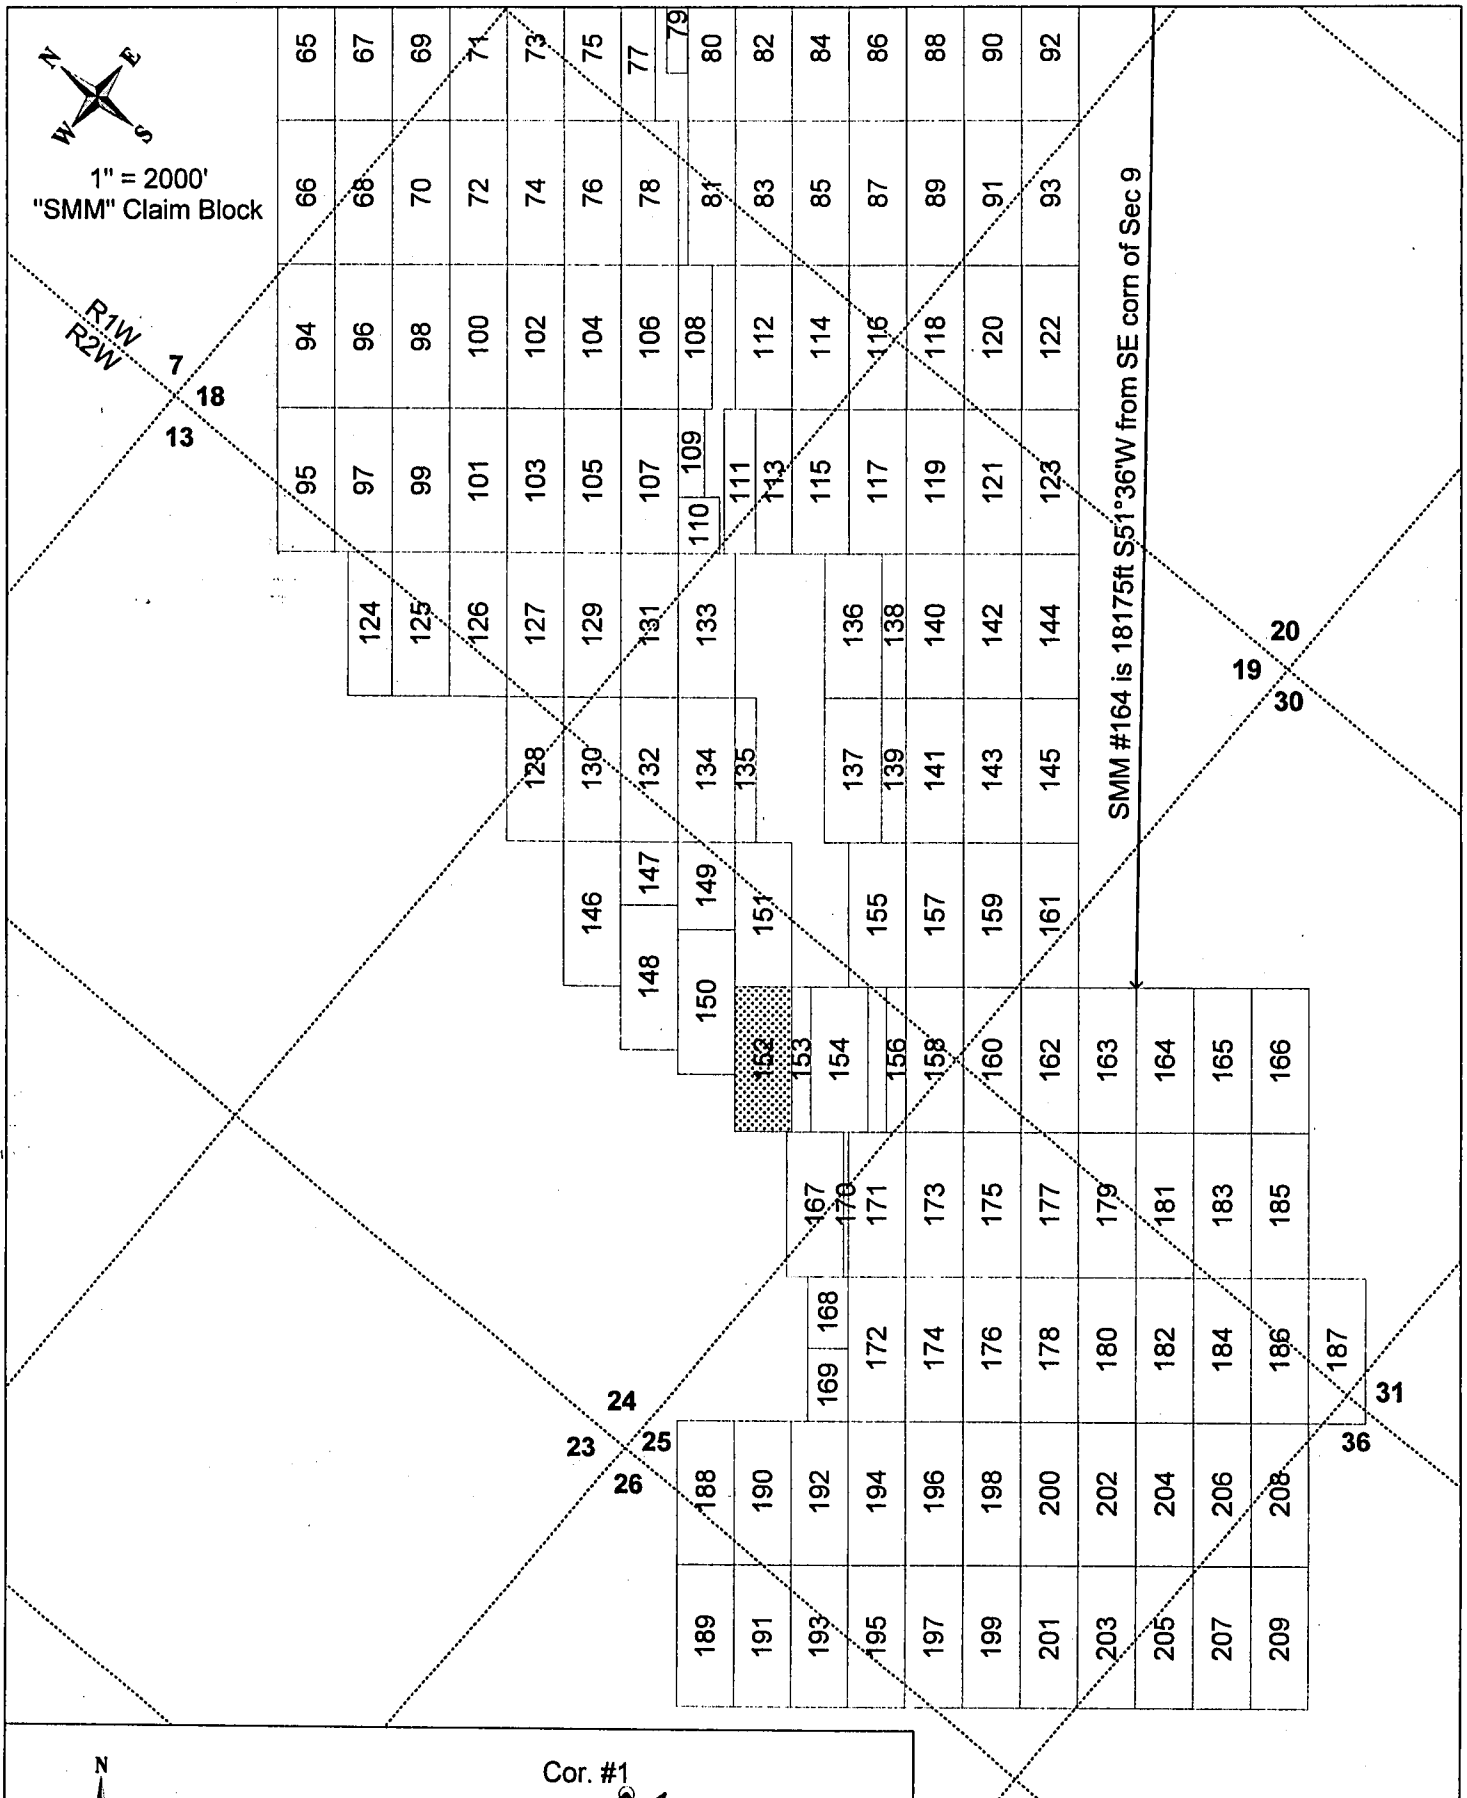 N E
W S
1" = 2000'
"SMM" Claim Block
65 67 69 71 73 75 77 79 80 82 84 86 88 90 92
66 68 70 72 74 76 78 81 83 85 87 89 91 93
R1W
R2W
94 96 98 100 102 104 106 108 112 114 116 118 120 122
7
18
13
95 97 99 101 103 105 107 109 110 111 113 115 117 119 121 123
SMM #164 is 18175ft S51°36'W from SE corn of Sec 9
124 125 126 127 129 131 133 136 138 140 142 144
20
19
30
128 130 132 134 135 137 139 141 143 145
146 147 149 151 155 157 159 161
148 150 152 153 154 156 158 160 162 163 164 165 166
167 170 171 173 175 177 179 181 183 185
168 169 172 174 176 178 180 182 184 186 187
24
23 25
26
31
36
188 190 192 194 196 198 200 202 204 206 208
189 191 193 195 197 199 201 203 205 207 209
N
Cor. #1